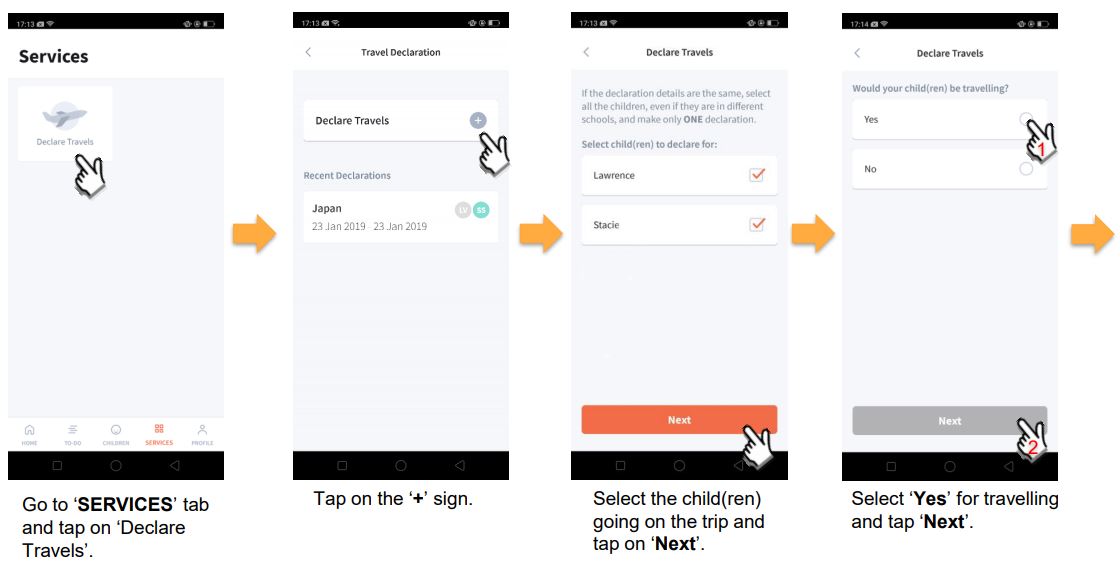 17:13
Services
Declare Travels
HOME
TO-DO
CHILDREN
SERVICES
PROFILE
Go to ‘SERVICES’ tab
and tap on ‘Declare
Travels’.
17:13
Travel Declaration
Declare Travels
+
Recent Declarations
Japan
LV
SS
23 Jan 2019 - 23 Jan 2019
Tap on the ‘+’ sign.
17:13
Declare Travels
If the declaration details are the same, select
all the children, even if they are in different
schools, and make only ONE declaration.
Select child(ren) to declare for:
Lawrence
Stacie
Next
Select the child(ren)
going on the trip and
tap on ‘Next’.
17:14
Declare Travels
Would your child(ren) be travelling?
Yes
1
No
Next
2
Select ‘Yes’ for travelling
and tap ‘Next’.